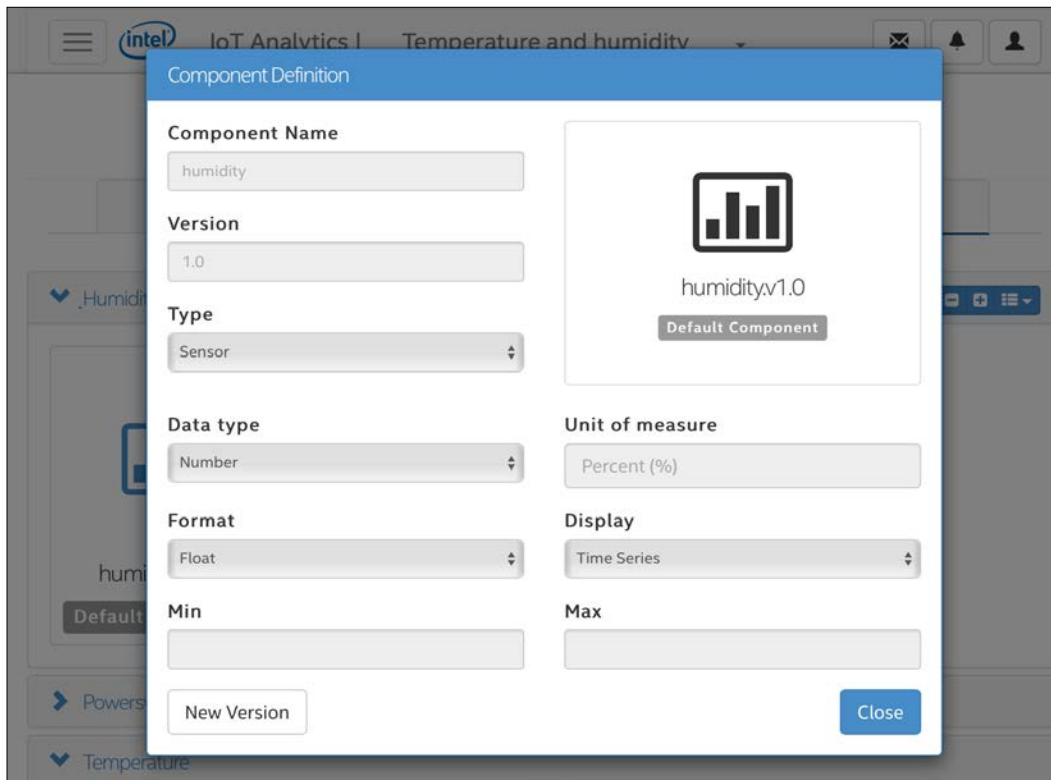 intel IoT Analytics | Temperature and humidity
Component Definition
Component Name
humidity
Version
1.0
humidity.v1.0
Default Component
Type
Sensor
Data type
Number
Unit of measure
Percent (%)
Format
Float
Display
Time Series
Min
Max
New Version
Close
Humidi
humi
Default
Powers
Temperature